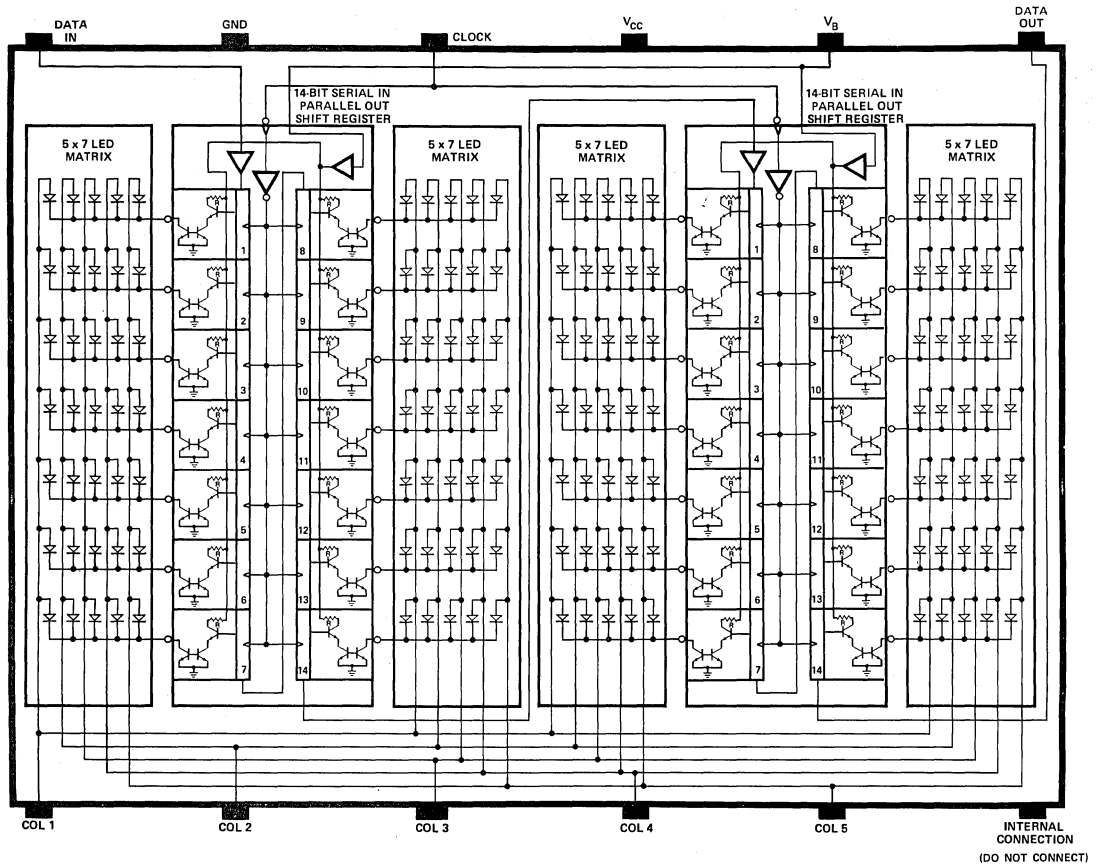 DATA
IN
GND
CLOCK
VCC
VB
DATA
OUT
14-BIT SERIAL IN
PARALLEL OUT
SHIFT REGISTER
14-BIT SERIAL IN
PARALLEL OUT
SHIFT REGISTER
5 x 7 LED
MATRIX
5 x 7 LED
MATRIX
5 x 7 LED
MATRIX
5 x 7 LED
MATRIX
R
R
R
R
1
8
1
8
R
R
R
R
2
9
2
9
R
R
R
R
3
10
3
10
R
R
R
R
4
11
4
11
R
R
R
R
5
12
5
12
R
R
R
R
6
13
6
13
R
R
R
R
7
14
7
14
COL 1
COL 2
COL 3
COL 4
COL 5
INTERNAL
CONNECTION
(DO NOT CONNECT)